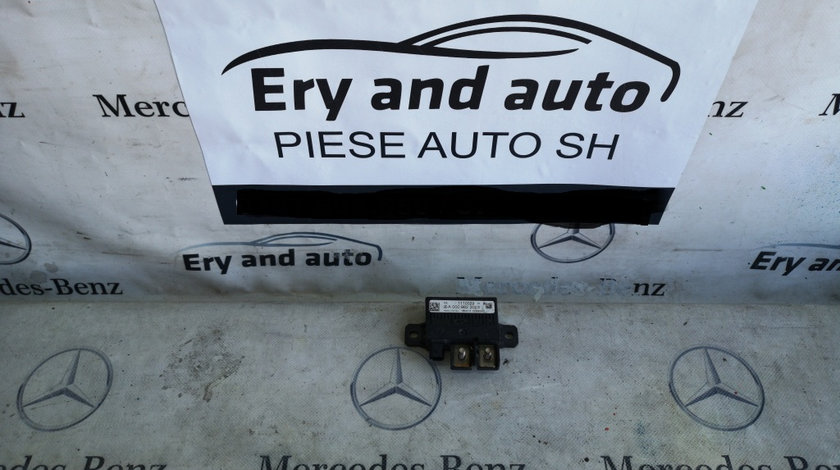 Ery and auto
PIESE AUTO SH
Merce
Benz
Ery and auto
Ery and au
des-Benz
Mercedes-Benz
Mercedes-Benz